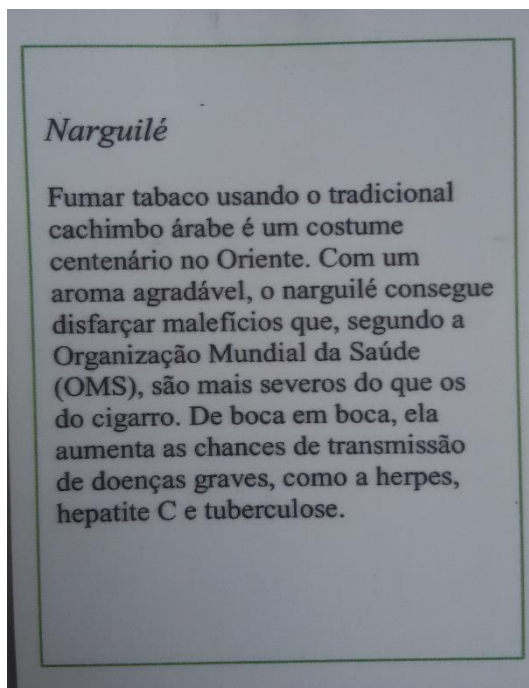 Narguilé
Fumar tabaco usando o tradicional
cachimbo árabe é um costume
centenário no Oriente. Com um
aroma agradável, o narguilé consegue
disfarçar malefícios que, segundo a
Organização Mundial da Saúde
(OMS), são mais severos do que os
do cigarro. De boca em boca, ela
aumenta as chances de transmissão
de doenças graves, como a herpes,
hepatite C e tuberculose.